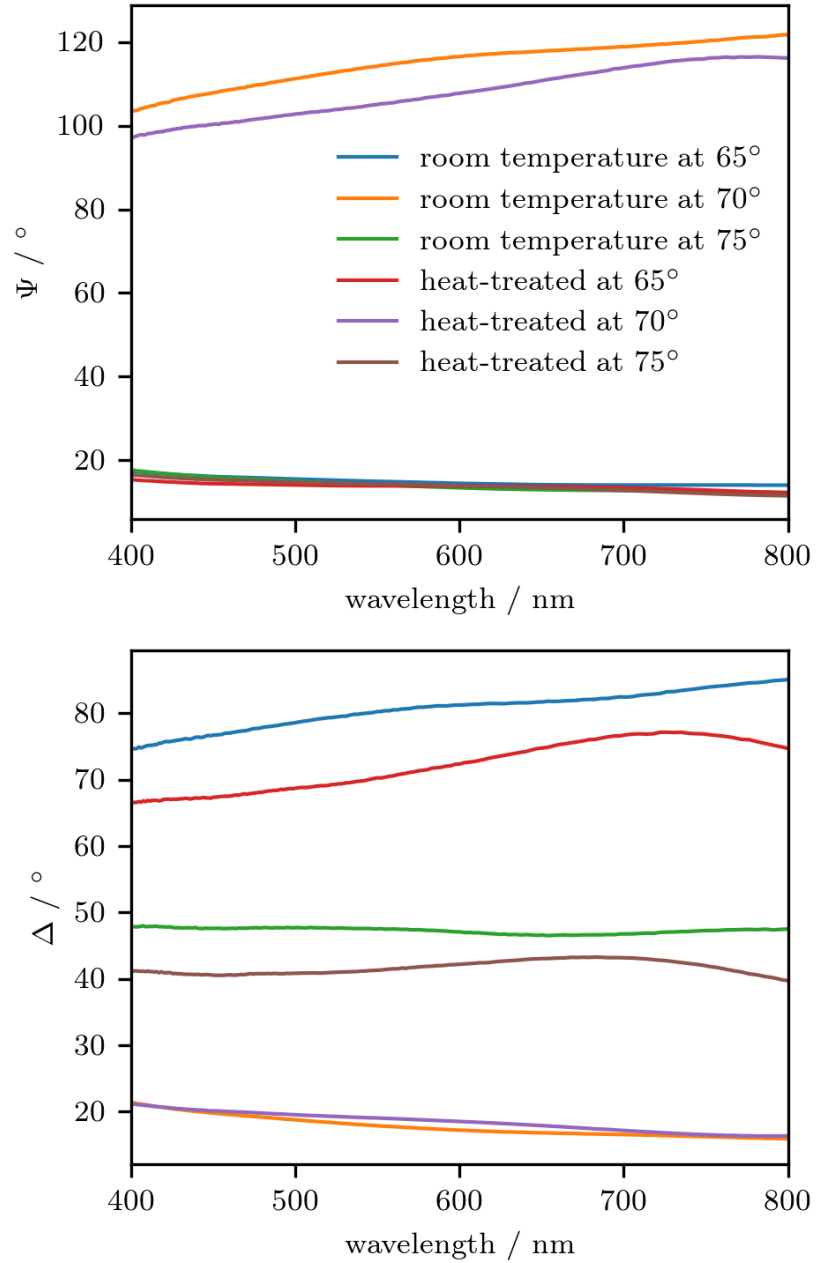 120
100
80
60
40
20
Ψ / °
room temperature at 65°
room temperature at 70°
room temperature at 75°
heat-treated at 65°
heat-treated at 70°
heat-treated at 75°
400 500 600 700 800
wavelength / nm
80
70
60
50
40
30
20
Δ / °
400 500 600 700 800
wavelength / nm